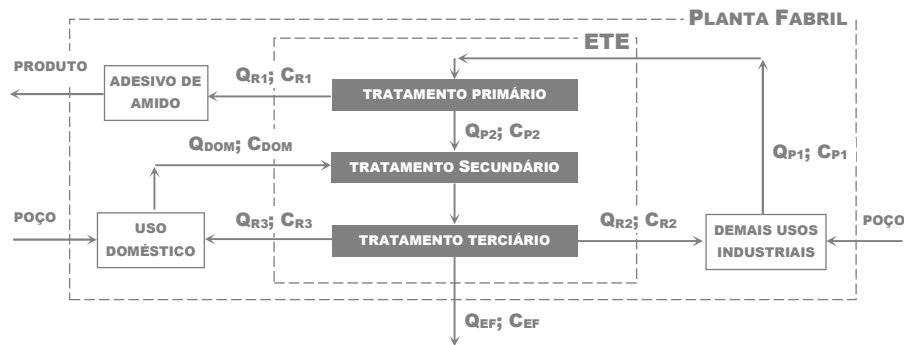 PLANTA FABRIL
ETE
PRODUTO
ADESIVO DE
AMIDO
QR1; CR1
TRATAMENTO PRIMÁRIO
QP2; CP2
QDOM; CDOM
TRATAMENTO SECUNDÁRIO
QP1; CP1
POÇO
USO
DOMÉSTICO
QR3; CR3
TRATAMENTO TERCIÁRIO
QR2; CR2
DEMAIS USOS
INDUSTRIAIS
POÇO
QEF; CEF